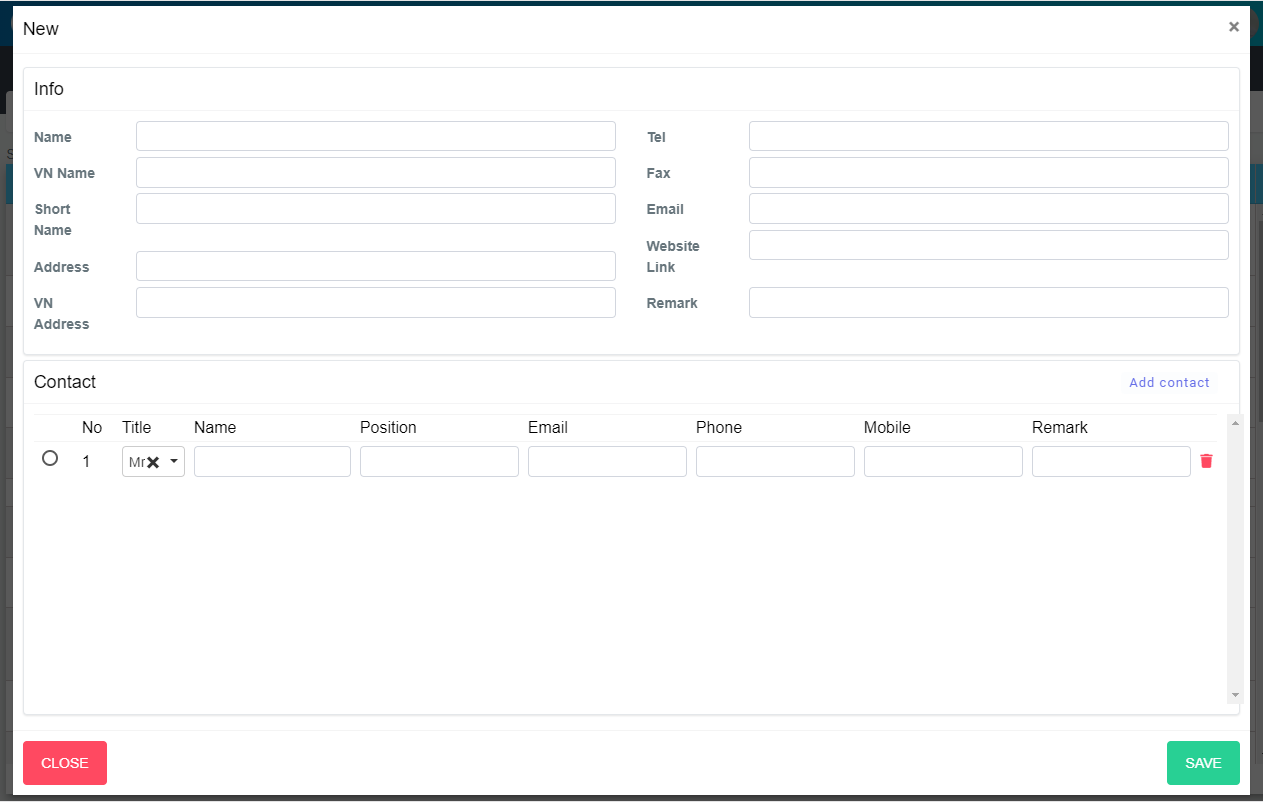 New
×
Info
Name
Tel
VN Name
Fax
Short
Name
Email
Website
Link
Address
VN
Address
Remark
Contact
Add contact
No Title Name Position Email Phone Mobile Remark
1 Mr
CLOSE
SAVE